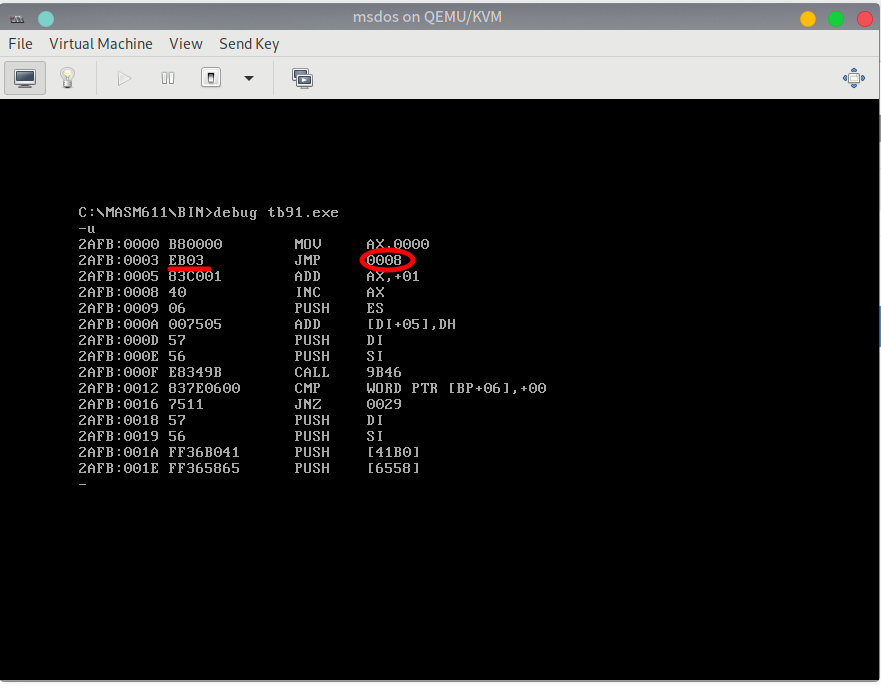 msdos on QEMU/KVM
File Virtual Machine View Send Key
C:\MASM611\BIN>debug tb91.exe
-u
2AFB:0000 B80000 MOV AX,0000
2AFB:0003 EB03 JMP 0008
2AFB:0005 83C001 ADD AX,+01
2AFB:0008 40 INC AX
2AFB:0009 06 PUSH ES
2AFB:000A 007505 ADD [DI+05],DH
2AFB:000D 57 PUSH DI
2AFB:000E 56 PUSH SI
2AFB:000F E8349B CALL 9B46
2AFB:0012 837E0600 CMP WORD PTR [BP+06],+00
2AFB:0016 7511 JNZ 0029
2AFB:0018 57 PUSH DI
2AFB:0019 56 PUSH SI
2AFB:001A FF36B041 PUSH [41B0]
2AFB:001E FF365865 PUSH [6558]
-